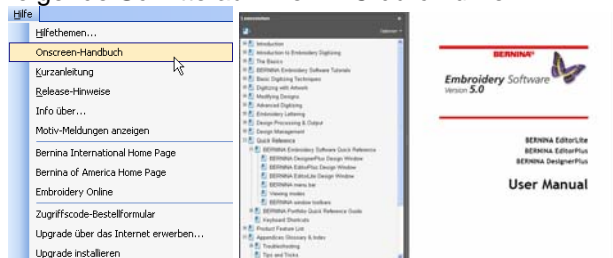 Hilfe
Hilfethemen...
Onscreen-Handbuch
Kurzanleitung
Release-Hinweise
Info über...
Motiv-Meldungen anzeigen
Bernina International Home Page
Bernina of America Home Page
Embroidery Online
Zugriffscode-Bestellformular
Upgrade über das Internet erwerben...
Upgrade installieren
Introduction
Introduction to Embroidery Digitizing
The Basics
BERNINA Embroidery Software Tutorials
Basic Digitizing Techniques
Digitizing with Artwork
Modifying Designs
Advanced Digitizing
Embroidery Lettering
Design Processing & Output
Design Management
Quick Reference
BERNINA Embroidery Software Quick Reference
BERNINA DesignerPlus Design Window
BERNINA EditorPlus Design Window
BERNINA EditorLite Design Window
BERNINA menu bar
Viewing modes
BERNINA window toolbars
BERNINA Portfolio Quick Reference Guide
Keyboard Shortcuts
Product Feature List
Appendices Glossary & Index
Troubleshooting
Tips and Tricks
BERNINA®
Embroidery Software
Version 5.0
BERNINA EditorLite
BERNINA EditorPlus
BERNINA DesignerPlus
User Manual